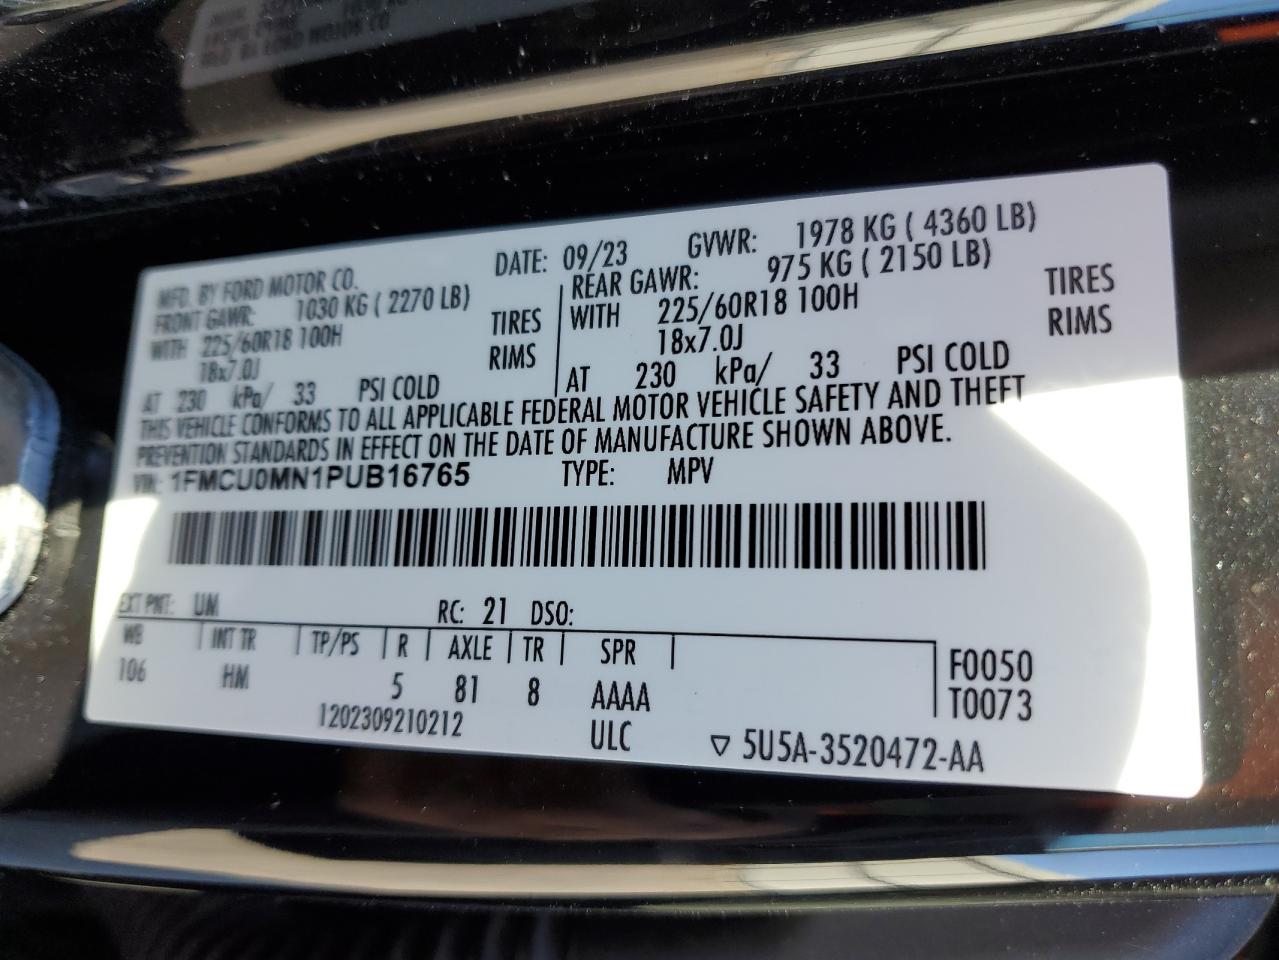 MFD. BY FORD MOTOR CO.
DATE: 09/23 GVWR: 1978 KG ( 4360 LB)
FRONT GAWR: 1030 KG ( 2270 LB)
WITH 225/60R18 100H TIRES
18x7.0J RIMS
AT 230 kPa/ 33 PSI COLD
REAR GAWR: 975 KG ( 2150 LB)
WITH 225/60R18 100H TIRES
18x7.0J RIMS
AT 230 kPa/ 33 PSI COLD
THIS VEHICLE CONFORMS TO ALL APPLICABLE FEDERAL MOTOR VEHICLE SAFETY AND THEFT
PREVENTION STANDARDS IN EFFECT ON THE DATE OF MANUFACTURE SHOWN ABOVE.
VIN: 1FMCU0MN1PUB16765 TYPE: MPV
EXT PNT: UM RC: 21 DSO:
WB | INT TR | TP/PS | R | AXLE | TR | SPR |
106 HM 5 81 8 AAAA
F0050
T0073
1202309210212 ULC ▽ 5U5A-3520472-AA